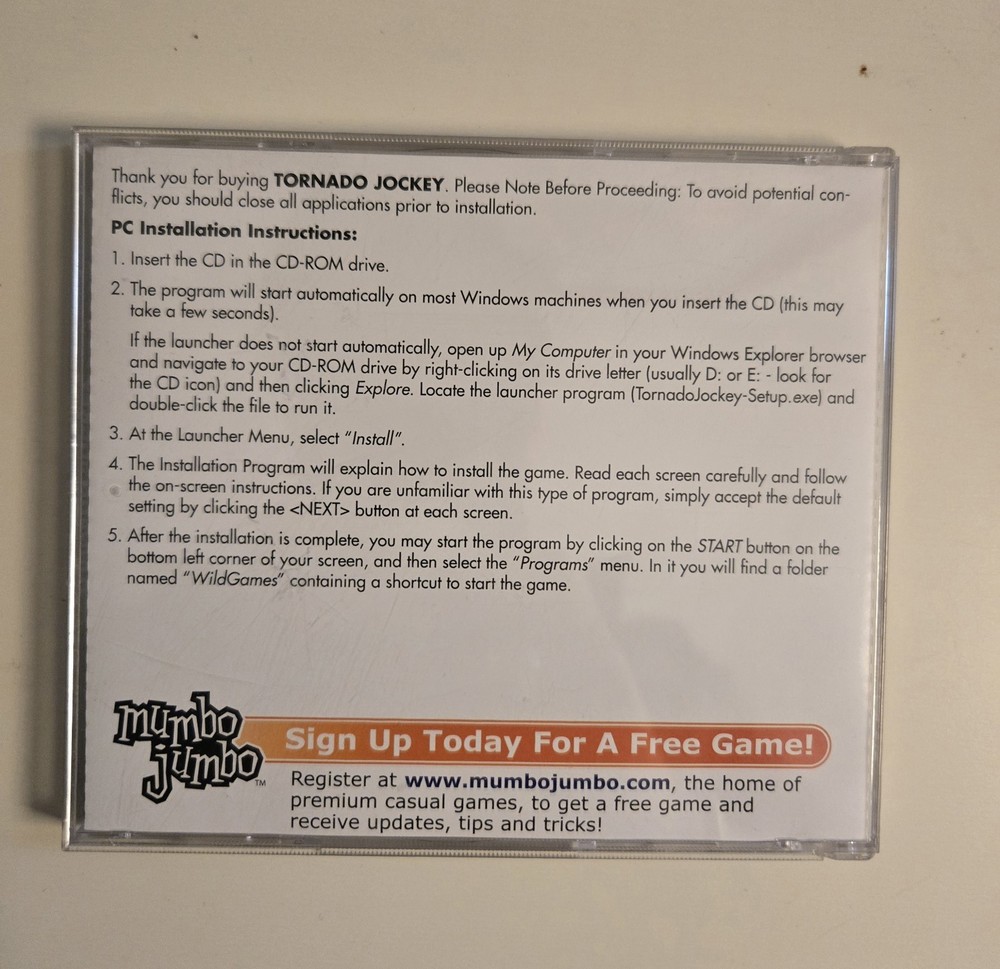 Thank you for buying TORNADO JOCKEY. Please Note Before Proceeding: To avoid potential con-
flicts, you should close all applications prior to installation.
PC Installation Instructions:
1. Insert the CD in the CD-ROM drive.
2. The program will start automatically on most Windows machines when you insert the CD (this may
take a few seconds).
If the launcher does not start automatically, open up My Computer in your Windows Explorer browser
and navigate to your CD-ROM drive by right-clicking on its drive letter (usually D: or E: - look for
the CD icon) and then clicking Explore. Locate the launcher program (TornadoJockey-Setup.exe) and
double-click the file to run it.
3. At the Launcher Menu, select "Install".
4. The Installation Program will explain how to install the game. Read each screen carefully and follow
the on-screen instructions. If you are unfamiliar with this type of program, simply accept the default
setting by clicking the <NEXT> button at each screen.
5. After the installation is complete, you may start the program by clicking on the START button on the
bottom left corner of your screen, and then select the "Programs" menu. In it you will find a folder
named "WildGames" containing a shortcut to start the game.
mumbo
jumbo™
Sign Up Today For A Free Game!
Register at www.mumbojumbo.com, the home of
premium casual games, to get a free game and
receive updates, tips and tricks!